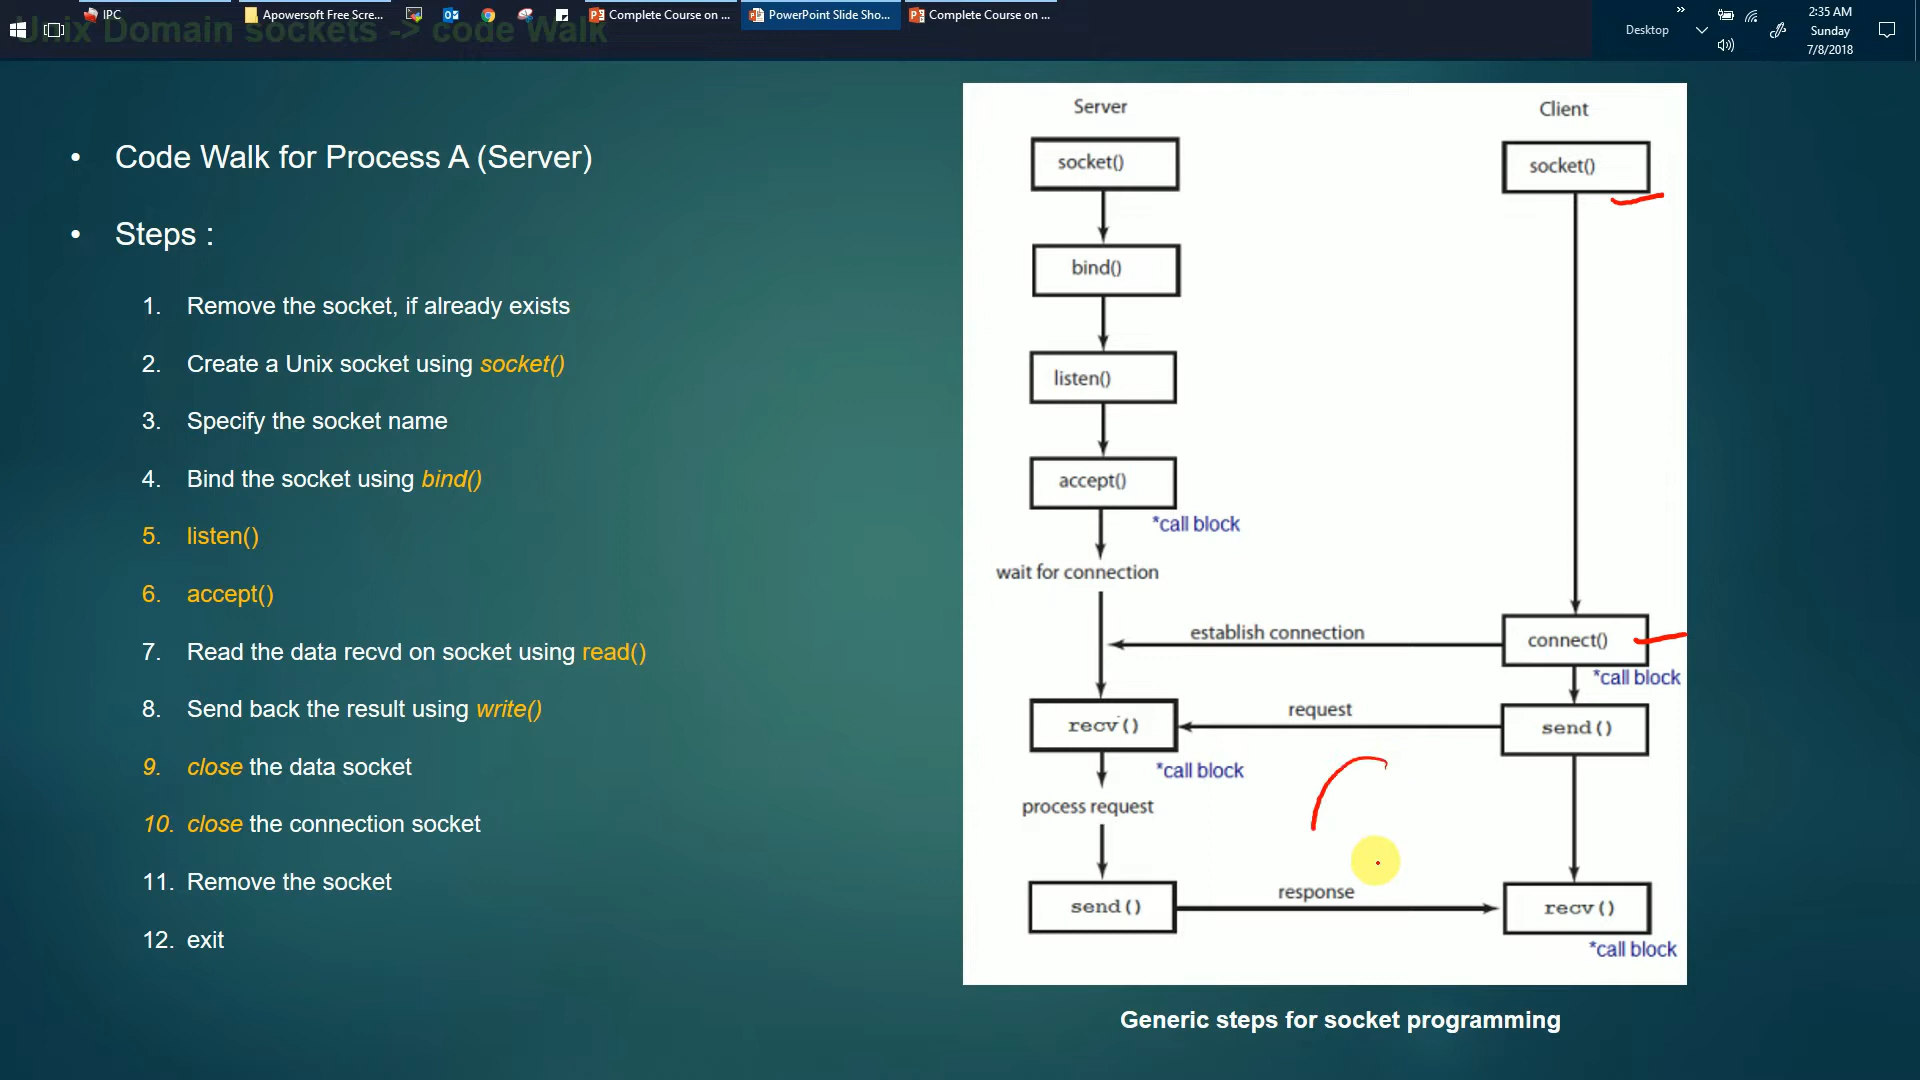 IPC
Apowersoft Free Scre...
Complete Course on ...
PowerPoint Slide Sho...
Complete Course on ...
Desktop
2:35 AM
Sunday
7/8/2018
Unix Domain sockets -> code Walk
• Code Walk for Process A (Server)
• Steps :
1. Remove the socket, if already exists
2. Create a Unix socket using socket()
3. Specify the socket name
4. Bind the socket using bind()
5. listen()
6. accept()
7. Read the data recvd on socket using read()
8. Send back the result using write()
9. close the data socket
10. close the connection socket
11. Remove the socket
12. exit
Server
Client
socket()
socket()
bind()
listen()
accept()
*call block
wait for connection
establish connection
connect()
*call block
recv()
request
send()
*call block
process request
send()
response
recv()
*call block
Generic steps for socket programming